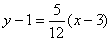 y − 1 = 5/12 (x − 3)